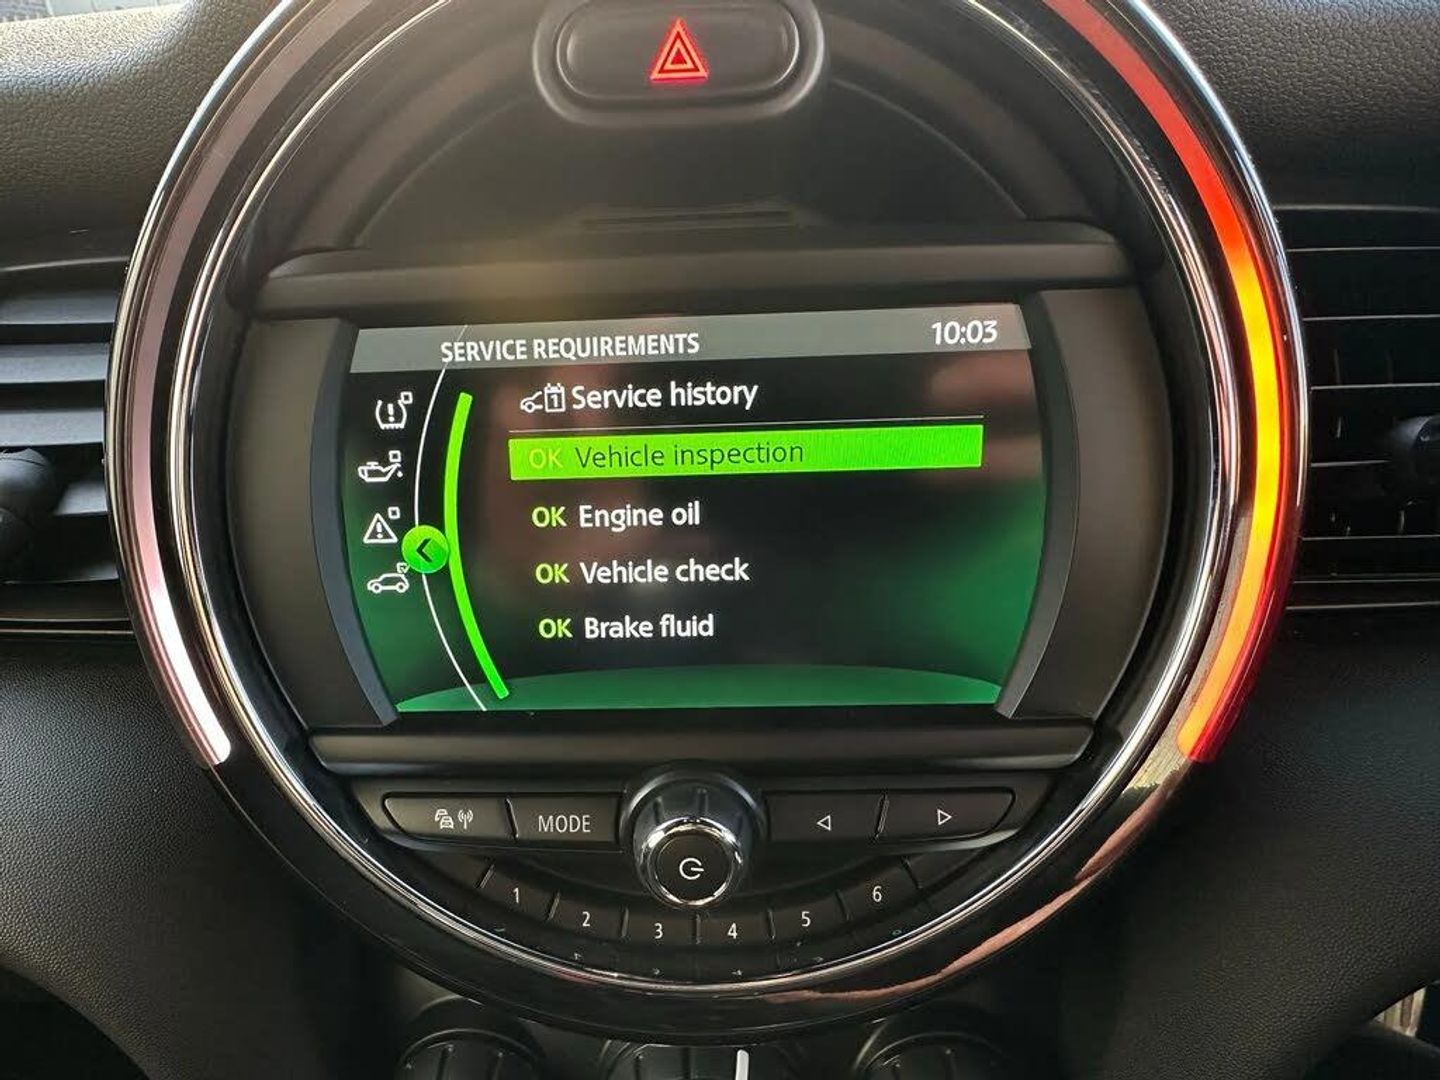 SERVICE REQUIREMENTS 10:03
Service history
OK Vehicle inspection
OK Engine oil
OK Vehicle check
OK Brake fluid
MODE
1 2 3 4 5 6